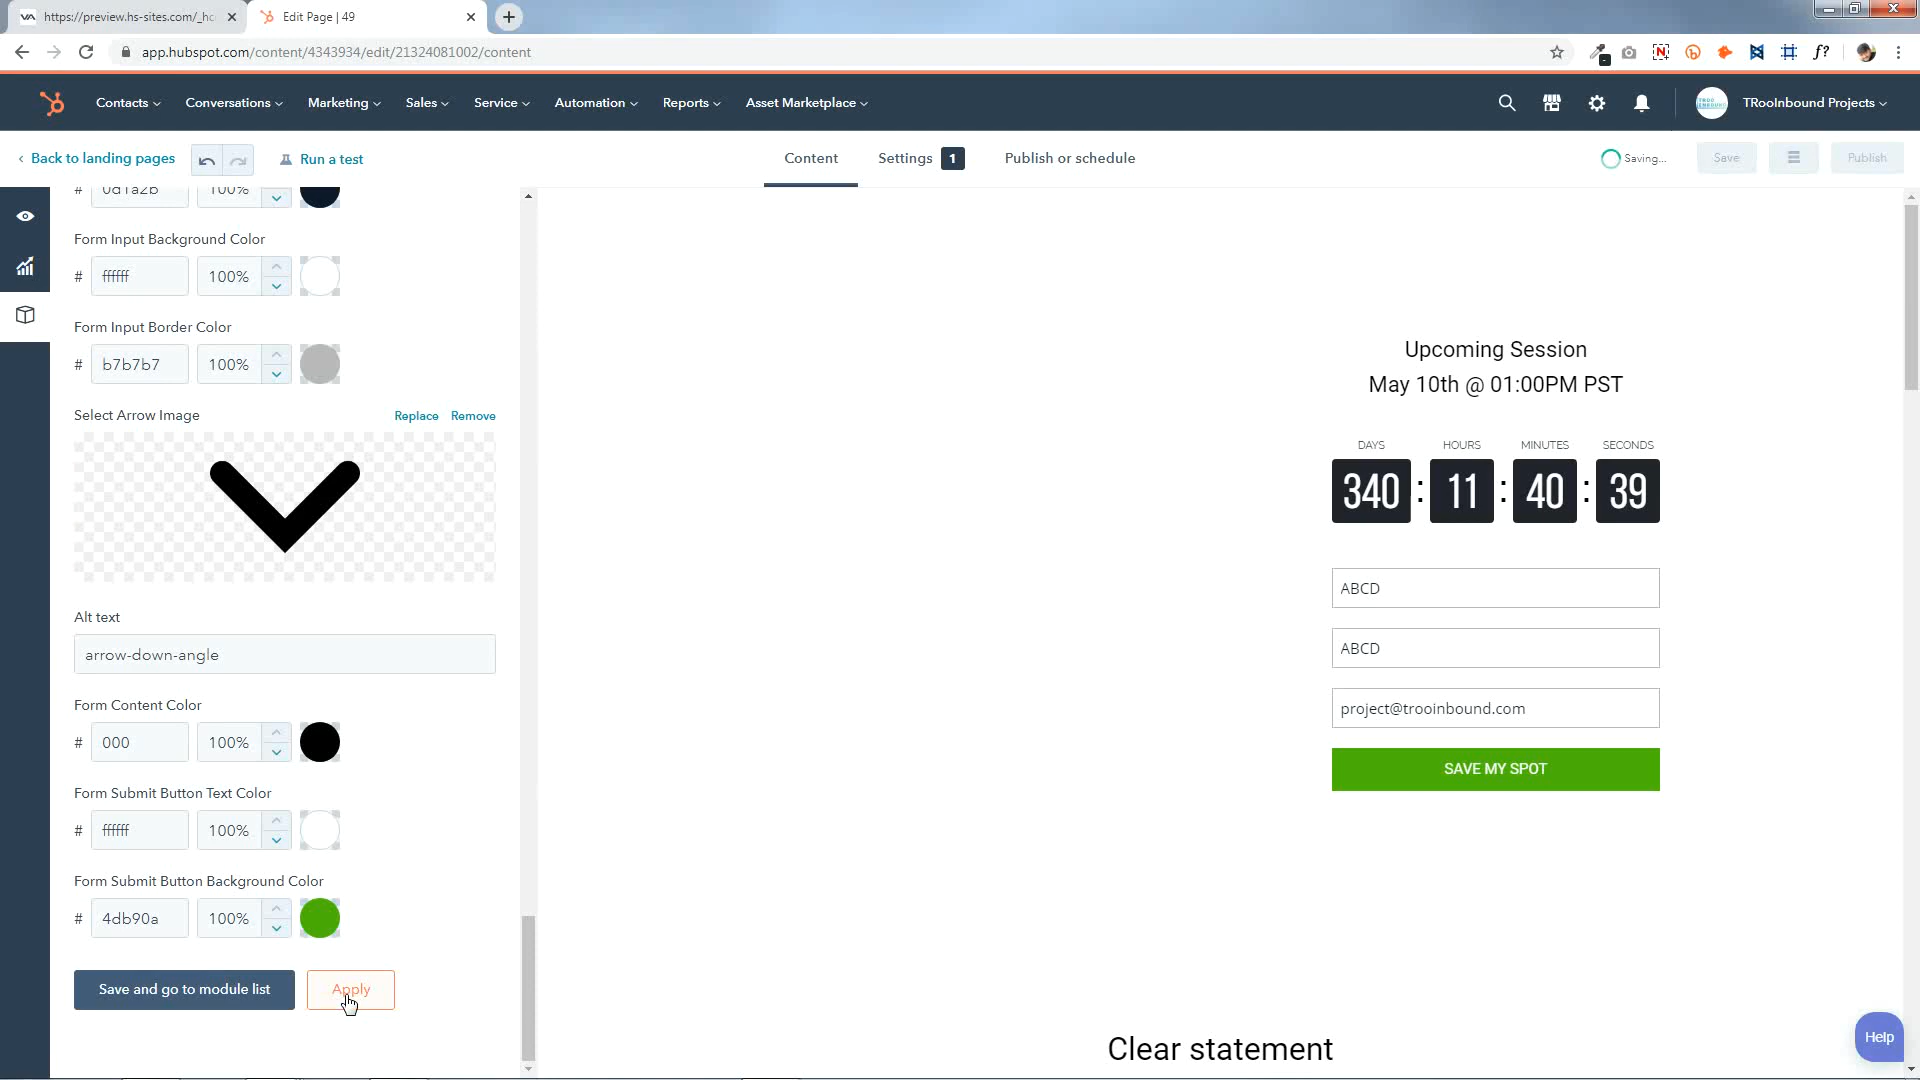 https://preview.hs-sites.com/_hc
Edit Page | 49
app.hubspot.com/content/4343934/edit/21324081002/content
Contacts
Conversations
Marketing
Sales
Service
Automation
Reports
Asset Marketplace
TRooInbound Projects
Back to landing pages
Run a test
Content
Settings 1
Publish or schedule
Saving...
Save
Publish
# 0d1a2b 100%
Form Input Background Color
# ffffff 100%
Form Input Border Color
# b7b7b7 100%
Select Arrow Image
Replace Remove
Alt text
arrow-down-angle
Form Content Color
# 000 100%
Form Submit Button Text Color
# ffffff 100%
Form Submit Button Background Color
# 4db90a 100%
Save and go to module list
Apply
Upcoming Session
May 10th @ 01:00PM PST
DAYS HOURS MINUTES SECONDS
340 : 11 : 40 : 39
ABCD
ABCD
project@trooinbound.com
SAVE MY SPOT
Clear statement
Help